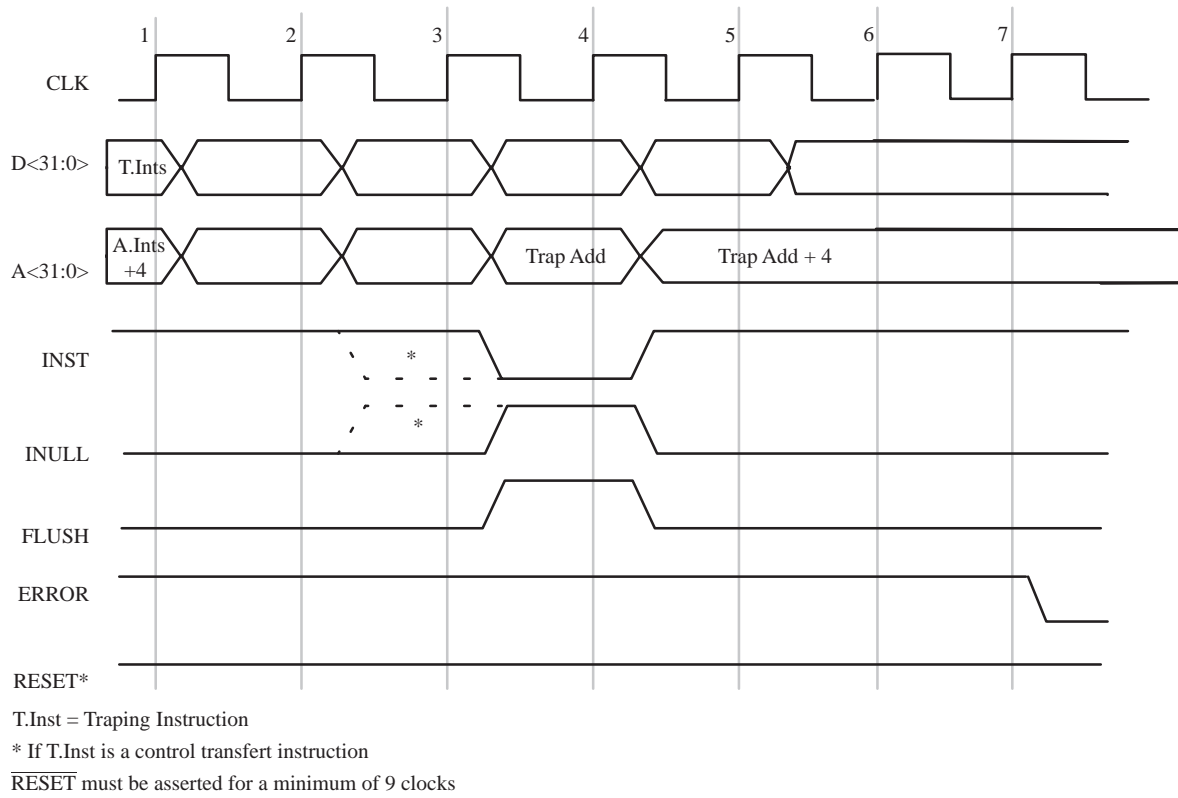 1 2 3 4 5 6 7
CLK
D<31:0>
T.Ints
A<31:0>
A.Ints
+4
Trap Add
Trap Add + 4
INST
*
*
INULL
FLUSH
ERROR
RESET*
T.Inst = Traping Instruction
* If T.Inst is a control transfert instruction
RESET must be asserted for a minimum of 9 clocks